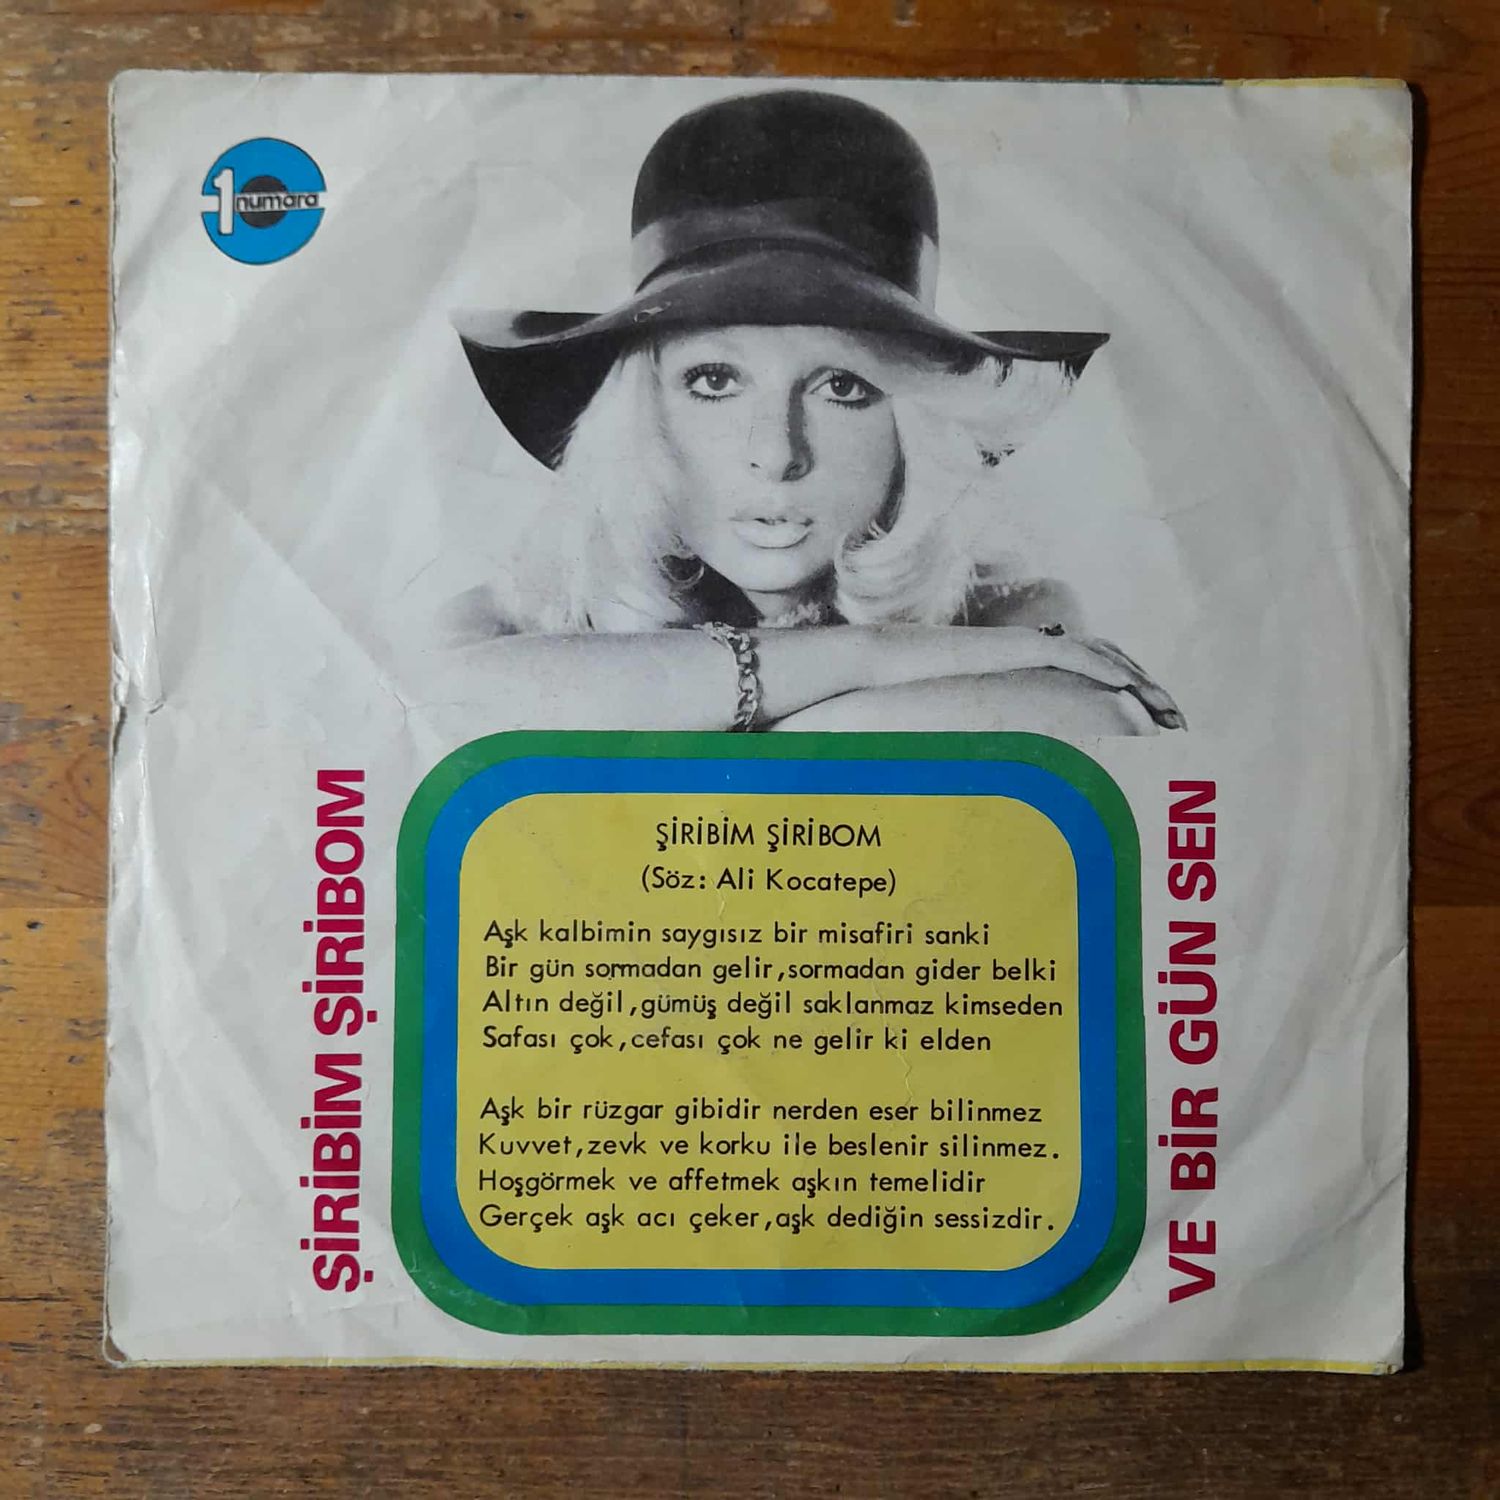 1 numara
ŞİRİBİM ŞİRİBOM
VE BİR GÜN SEN
ŞİRİBİM ŞİRİBOM
(Söz: Ali Kocatepe)
Aşk kalbimin saygısız bir misafiri sanki
Bir gün sormadan gelir,sormadan gider belki
Altın değil,gümüş değil saklanmaz kimseden
Safası çok,cefası çok ne gelir ki elden
Aşk bir rüzgar gibidir nerden eser bilinmez
Kuvvet,zevk ve korku ile beslenir silinmez.
Hoşgörmek ve affetmek aşkın temelidir
Gerçek aşk acı çeker,aşk dediğin sessizdir.